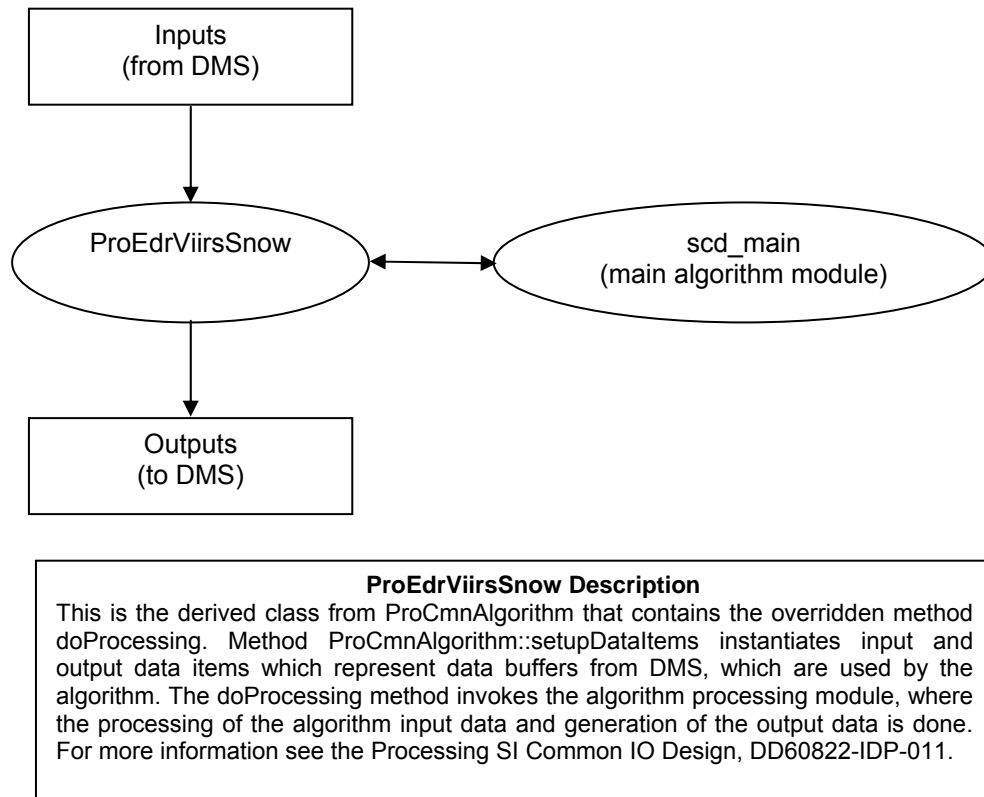 Inputs
(from DMS)
ProEdrViirsSnow
scd_main
(main algorithm module)
Outputs
(to DMS)
ProEdrViirsSnow Description
This is the derived class from ProCmnAlgorithm that contains the overridden method
doProcessing. Method ProCmnAlgorithm::setupDataItems instantiates input and
output data items which represent data buffers from DMS, which are used by the
algorithm. The doProcessing method invokes the algorithm processing module, where
the processing of the algorithm input data and generation of the output data is done.
For more information see the Processing SI Common IO Design, DD60822-IDP-011.